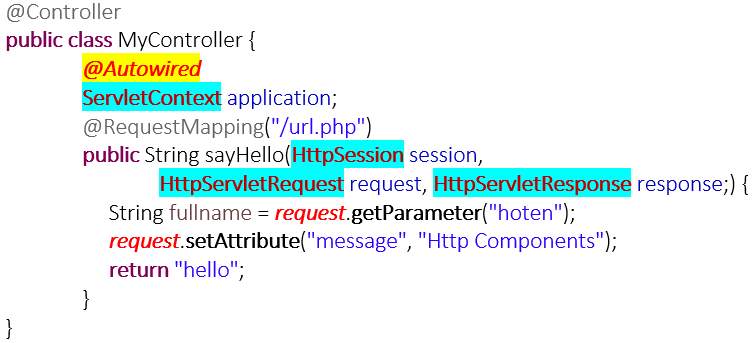 @Controller
public class MyController {
@Autowired
ServletContext application;
@RequestMapping("/url.php")
public String sayHello(HttpSession session,
HttpServletRequest request, HttpServletResponse response;) {
String fullname = request.getParameter("hoten");
request.setAttribute("message", "Http Components");
return "hello";
}
}